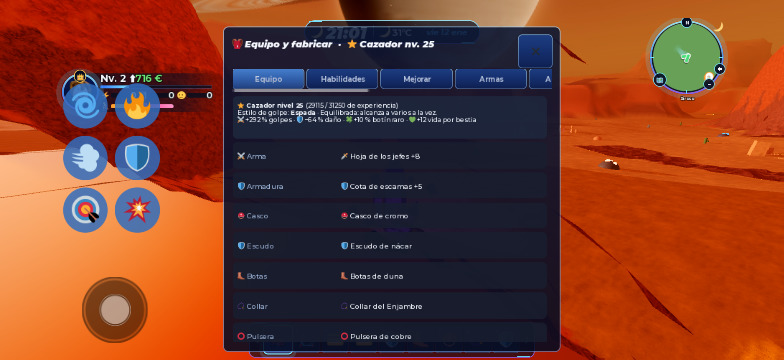 21:01
31°C
Equipo y fabricar · Cazador nv. 25
Nv. 2 716 €
0 0
Equipo Habilidades Mejorar Armas A
Cazador nivel 25 (29115 / 31250 de experiencia)
Estilo de golpe: Espada · Equilibrada: alcanza a varios a la vez.
+292% golpes · −64% daño · +10% botín raro · +12 vida por bestia
Arma Hoja de los jefes +8
Armadura Cota de escamas +5
Casco Casco de cromo
Escudo Escudo de nácar
Botas Botas de duna
Collar Collar del Enjambre
Pulsera Pulsera de cobre